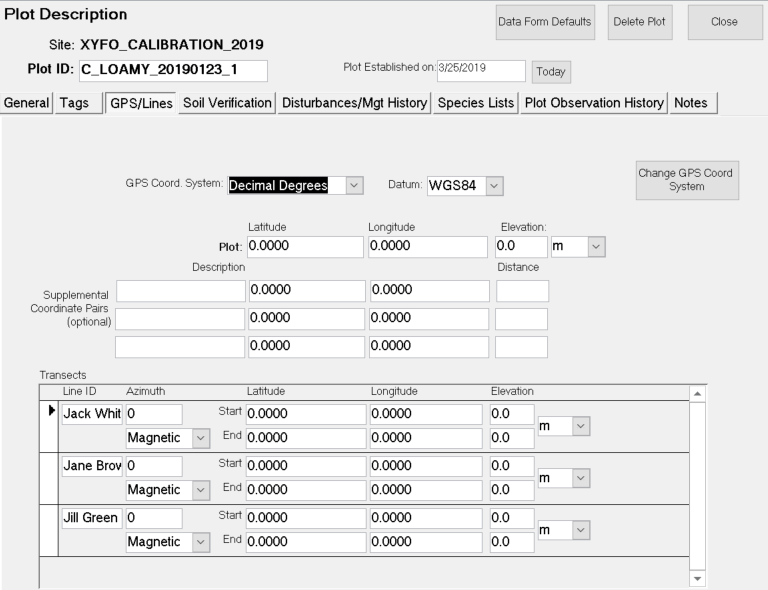 Plot Description
Data Form Defaults Delete Plot Close
Site: XYFO_CALIBRATION_2019
Plot ID: C_LOAMY_20190123_1 Plot Established on: 3/25/2019 Today
General Tags GPS/Lines Soil Verification Disturbances/Mgt History Species Lists Plot Observation History Notes
GPS Coord. System: Decimal Degrees Datum: WGS84 Change GPS Coord
System
Latitude Longitude Elevation:
Plot: 0.0000 0.0000 0.0 m
Description Distance
Supplemental
Coordinate Pairs
(optional)
0.0000 0.0000
0.0000 0.0000
0.0000 0.0000
Transects
Line ID Azimuth Latitude Longitude Elevation
Jack Whit 0 Start 0.0000 0.0000 0.0 m
Magnetic End 0.0000 0.0000 0.0
Jane Brov 0 Start 0.0000 0.0000 0.0 m
Magnetic End 0.0000 0.0000 0.0
Jill Green 0 Start 0.0000 0.0000 0.0 m
Magnetic End 0.0000 0.0000 0.0